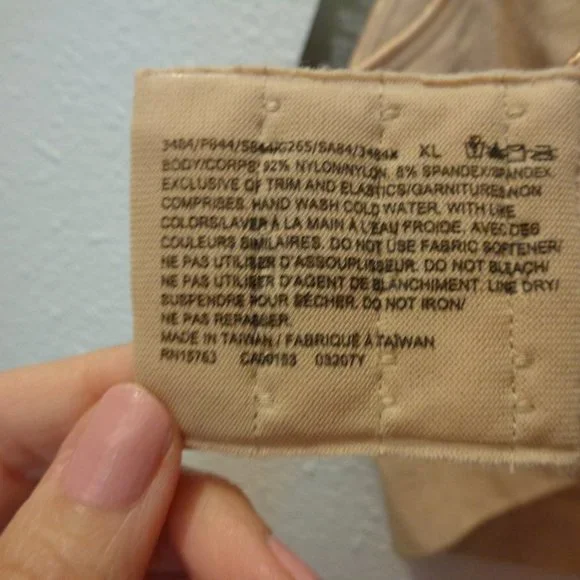 3484/P844/S844/G265/SA84/3484X XL
BODY/CORPS: 92% NYLON/NYLON, 8% SPANDEX/SPANDEX.
EXCLUSIVE OF TRIM AND ELASTICS/GARNITURES NON
COMPRISES. HAND WASH COLD WATER, WITH LIKE
COLORS/LAVER À LA MAIN À L'EAU FROIDE, AVEC DES
COULEURS SIMILAIRES. DO NOT USE FABRIC SOFTENER/
NE PAS UTILISER D'ASSOUPLISSEUR. DO NOT BLEACH/
NE PAS UTILISER D'AGENT DE BLANCHIMENT. LINE DRY/
SUSPENDRE POUR SÉCHER. DO NOT IRON/
NE PAS REPASSER.
MADE IN TAIWAN / FABRIQUÉ À TAÏWAN
RN15763 CA00153 03207Y